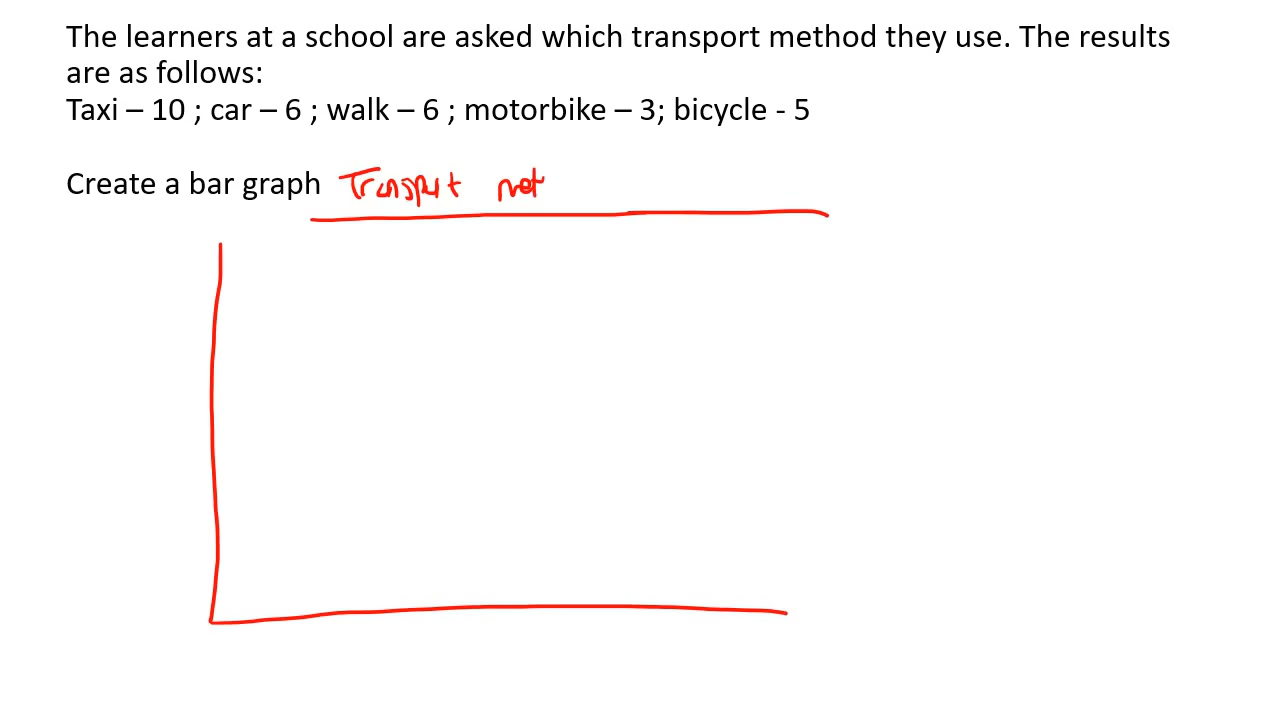 The learners at a school are asked which transport method they use. The results
are as follows:
Taxi – 10 ; car – 6 ; walk – 6 ; motorbike – 3; bicycle - 5
Create a bar graph Transport met